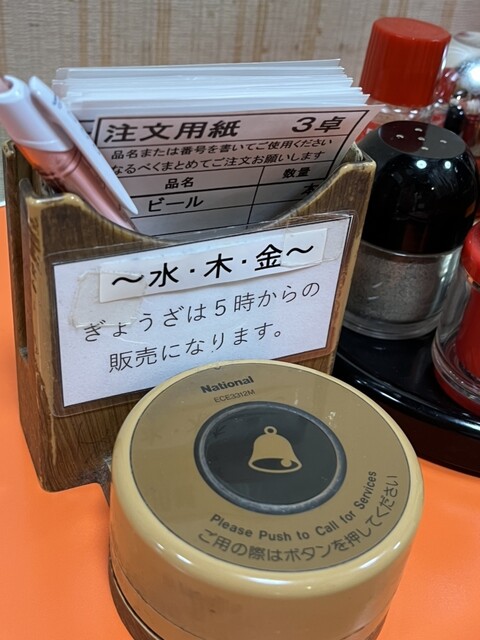 注文用紙 3卓
品名または番号を書いてご使用ください
なるべくまとめてご注文お願いします
品名 数量
ビール 本
～水・木・金～
ぎょうざは5時からの
販売になります。
National
ECE3312M
Please Push to Call for Services
ご用の際はボタンを押してください